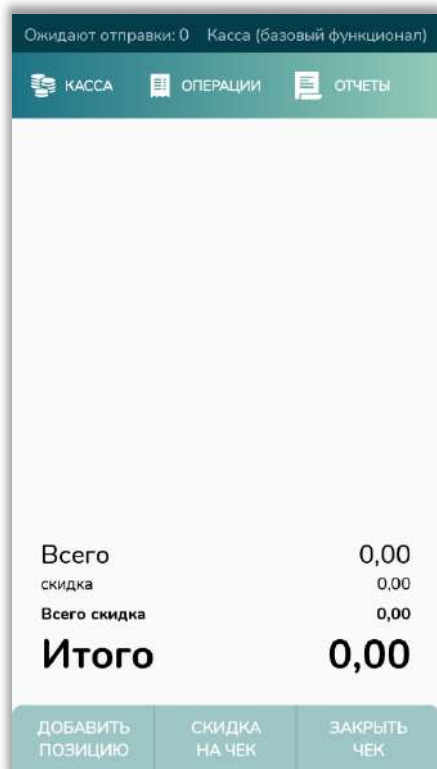 Ожидают отправки: 0 Касса (базовый функционал)
КАССА ОПЕРАЦИИ ОТЧЕТЫ
Всего 0,00
скидка 0,00
Всего скидка 0,00
Итого 0,00
ДОБАВИТЬ СКИДКА ЗАКРЫТЬ
ПОЗИЦИЮ НА ЧЕК ЧЕК